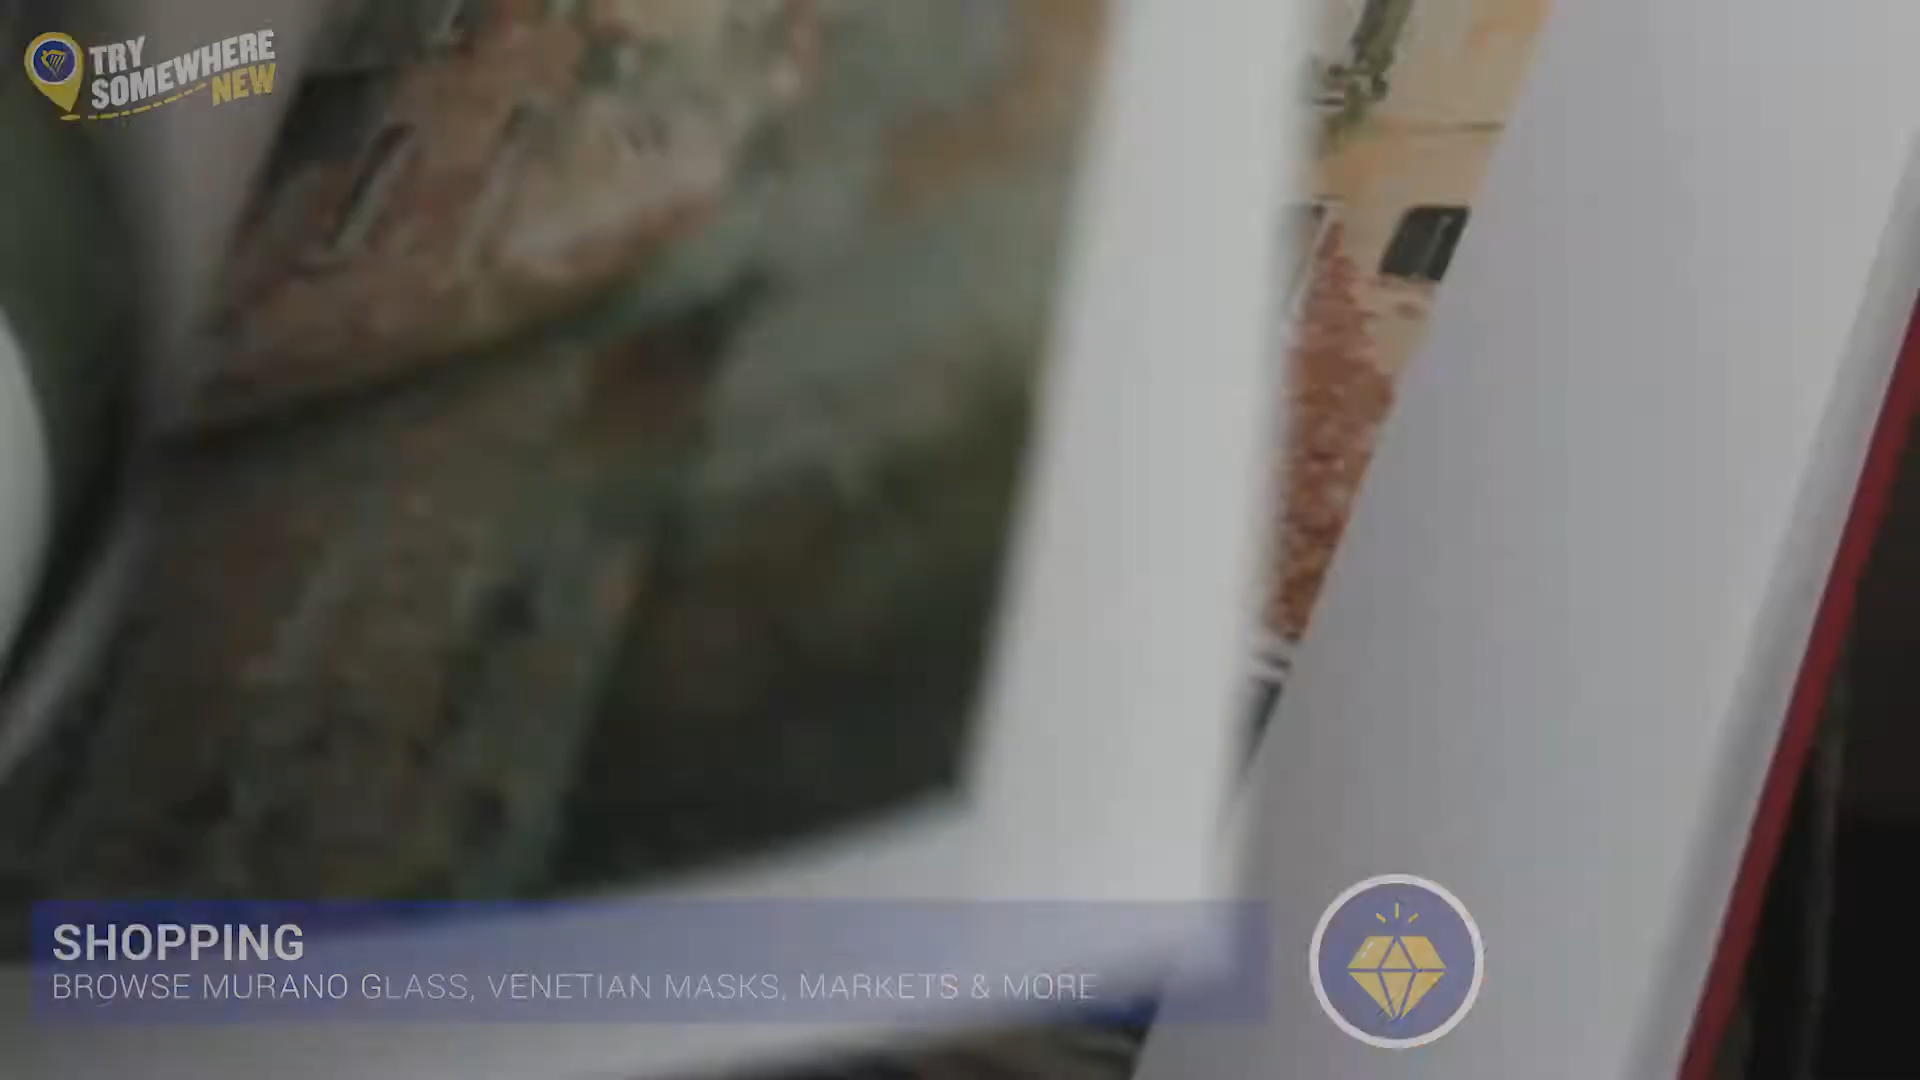 TRY
SOMEWHERE
NEW
SHOPPING
BROWSE MURANO GLASS, VENETIAN MASKS, MARKETS & MORE